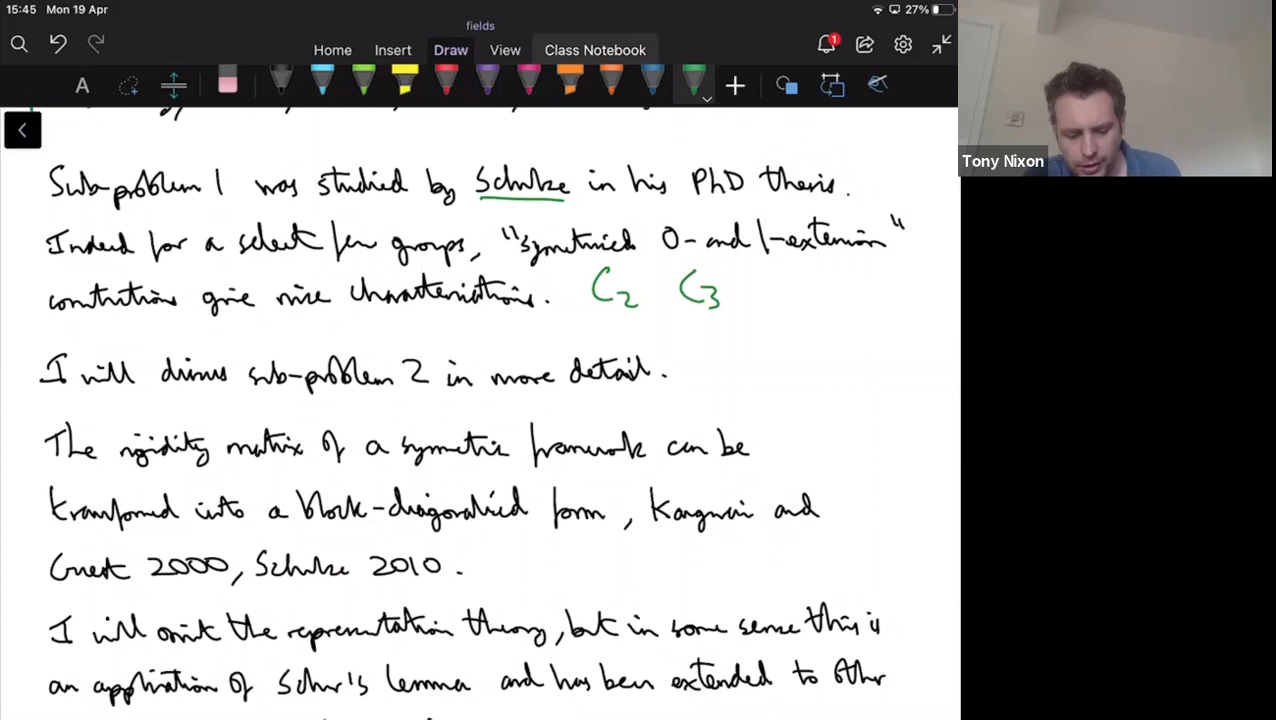 15:45 Mon 19 Apr
27%
fields
Home Insert Draw View Class Notebook
1
A
Tony Nixon
Sub-problem 1 was studied by Schulze in his PhD thesis.
Indeed for a select few groups, "symmetrised 0- and 1-extension"
constructions give nice characterisations. C2 C3
I will discuss sub-problem 2 in more detail.
The rigidity matrix of a symmetric framework can be
transformed into a block-diagonalised form, Kangwai and
Guest 2000, Schulze 2010.
I will omit the representation theory, but in some sense this is
an application of Schur's lemma and has been extended to other